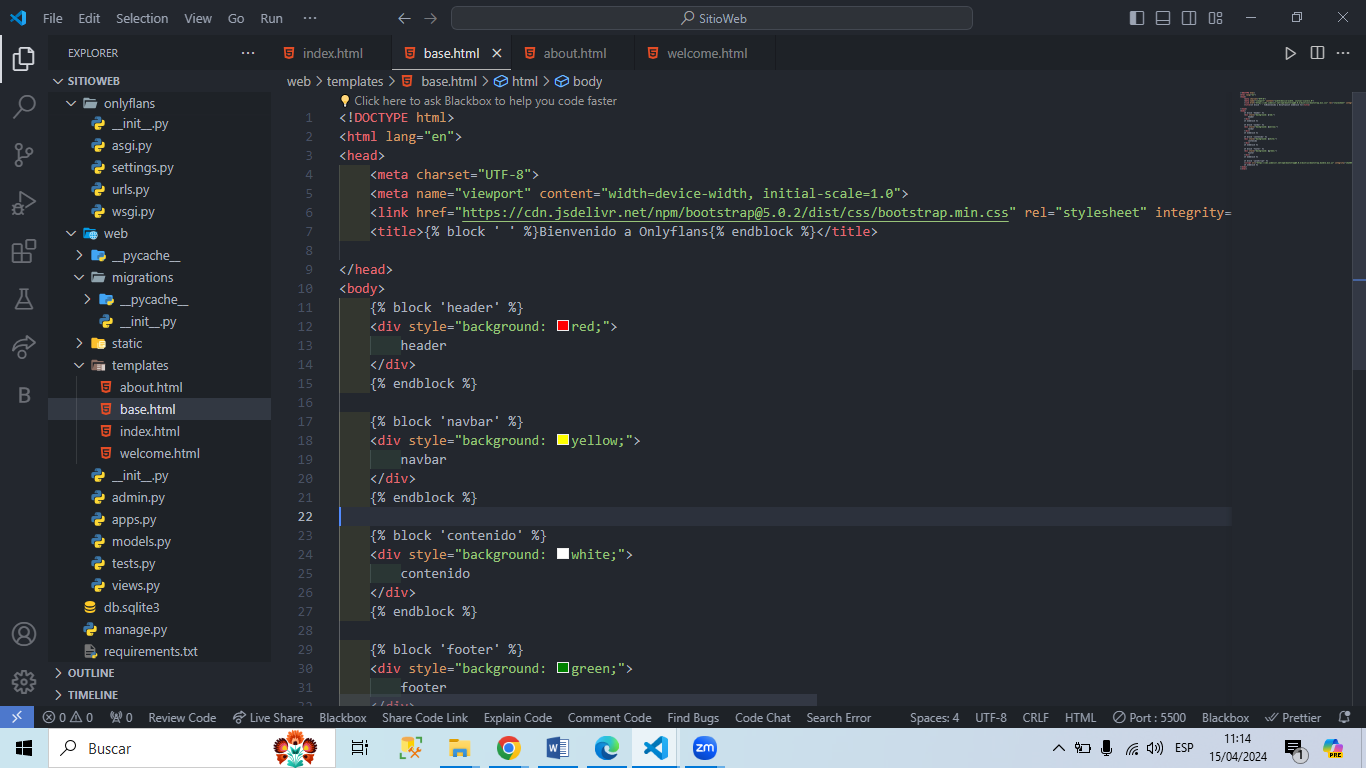 File Edit Selection View Go Run ··· SitioWeb
EXPLORER ···
SITIOWEB
onlyflans
__init__.py
asgi.py
settings.py
urls.py
wsgi.py
web
__pycache__
migrations
__pycache__
__init__.py
static
templates
about.html
base.html
index.html
welcome.html
__init__.py
admin.py
apps.py
models.py
tests.py
views.py
db.sqlite3
manage.py
requirements.txt
OUTLINE
TIMELINE
index.html base.html about.html welcome.html ···
web > templates > base.html > html > body
Click here to ask Blackbox to help you code faster
1 <!DOCTYPE html>
2 <html lang="en">
3 <head>
4 <meta charset="UTF-8">
5 <meta name="viewport" content="width=device-width, initial-scale=1.0">
6 <link href="https://cdn.jsdelivr.net/npm/bootstrap@5.0.2/dist/css/bootstrap.min.css" rel="stylesheet" integrity=
7 <title>{% block ' ' %}Bienvenido a Onlyflans{% endblock %}</title>
8
9 </head>
10 <body>
11 {% block 'header' %}
12 <div style="background: red;">
13 header
14 </div>
15 {% endblock %}
16
17 {% block 'navbar' %}
18 <div style="background: yellow;">
19 navbar
20 </div>
21 {% endblock %}
22
23 {% block 'contenido' %}
24 <div style="background: white;">
25 contenido
26 </div>
27 {% endblock %}
28
29 {% block 'footer' %}
30 <div style="background: green;">
31 footer
32 </div>
B
0 0 0 Review Code Live Share Blackbox Share Code Link Explain Code Comment Code Find Bugs Code Chat Search Error Spaces: 4 UTF-8 CRLF HTML Port : 5500 Blackbox Prettier
Buscar W zm ESP 11:14
15/04/2024 1 PRE